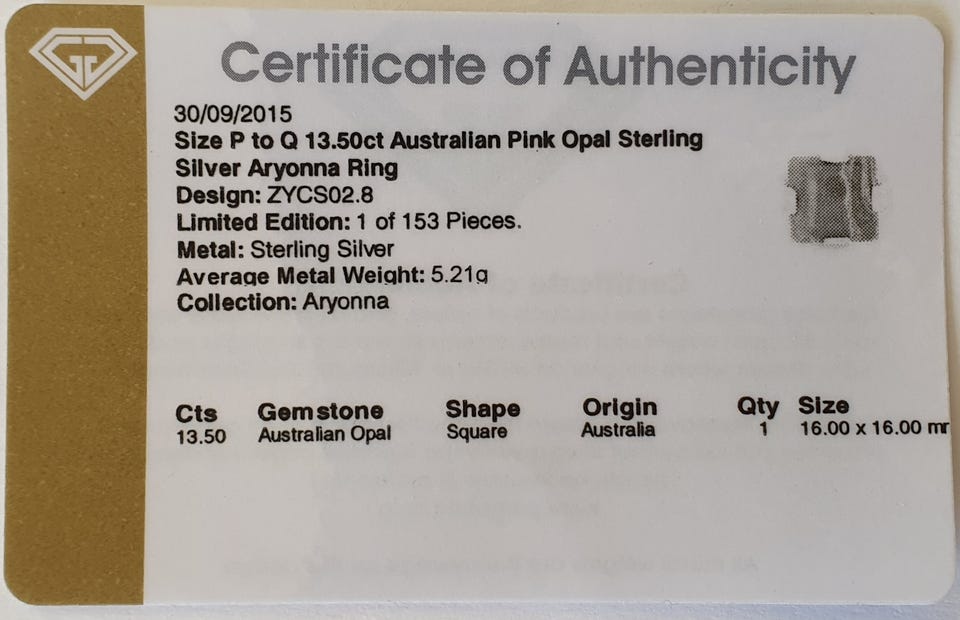 GG
Certificate of Authenticity
30/09/2015
Size P to Q 13.50ct Australian Pink Opal Sterling
Silver Aryonna Ring
Design: ZYCS02.8
Limited Edition: 1 of 153 Pieces.
Metal: Sterling Silver
Average Metal Weight: 5.21g
Collection: Aryonna
Cts Gemstone Shape Origin Qty Size
13.50 Australian Opal Square Australia 1 16.00 x 16.00 mr